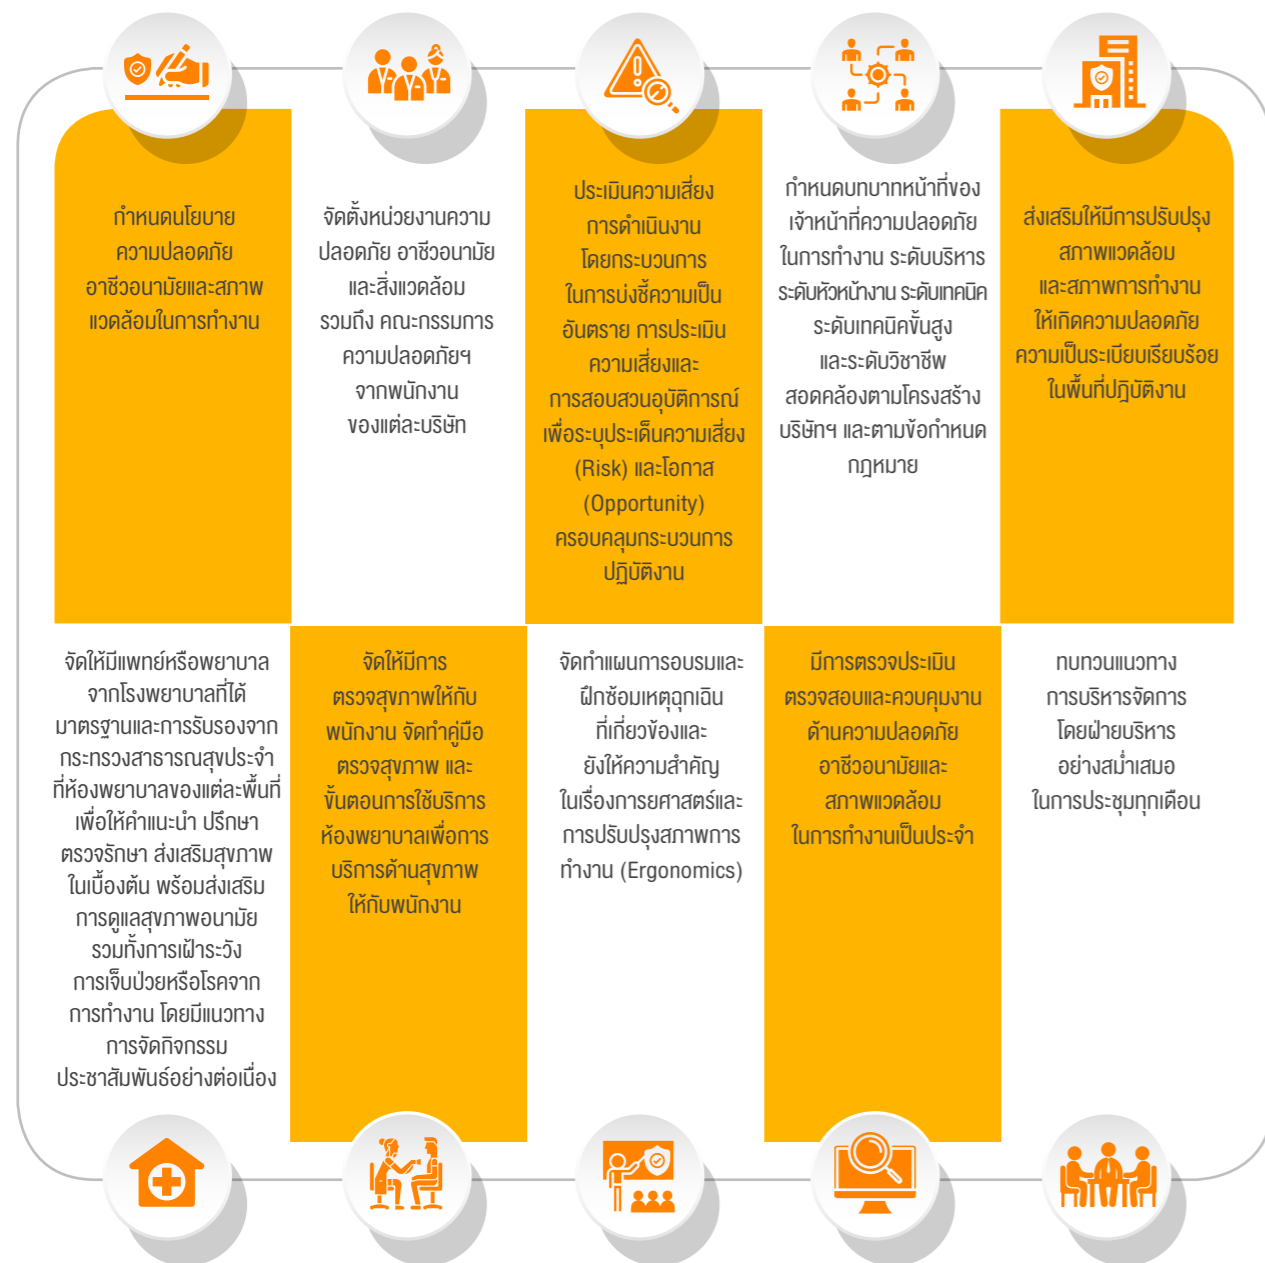 กำหนดนโยบาย
ความปลอดภัย
อาชีวอนามัยและสภาพ
แวดล้อมในการทำงาน
จัดตั้งหน่วยงานความ
ปลอดภัย อาชีวอนามัย
และสิ่งแวดล้อม
รวมถึง คณะกรรมการ
ความปลอดภัยฯ
จากพนักงาน
ของแต่ละบริษัท
ประเมินความเสี่ยง
การดำเนินงาน
โดยกระบวนการ
ในการบ่งชี้ความเป็น
อันตราย การประเมิน
ความเสี่ยงและ
การสอบสวนอุบัติการณ์
เพื่อระบุประเด็นความเสี่ยง
(Risk) และโอกาส
(Opportunity)
ครอบคลุมกระบวนการ
ปฏิบัติงาน
กำหนดบทบาทหน้าที่ของ
เจ้าหน้าที่ความปลอดภัย
ในการทำงาน ระดับบริหาร
ระดับหัวหน้างาน ระดับเทคนิค
ระดับเทคนิคขั้นสูง
และระดับวิชาชีพ
สอดคล้องตามโครงสร้าง
บริษัทฯ และตามข้อกำหนด
กฎหมาย
ส่งเสริมให้มีการปรับปรุง
สภาพแวดล้อม
และสภาพการทำงาน
ให้เกิดความปลอดภัย
ความเป็นระเบียบเรียบร้อย
ในพื้นที่ปฎิบัติงาน
จัดให้มีแพทย์หรือพยาบาล
จากโรงพยาบาลที่ได้
มาตรฐานและการรับรองจาก
กระทรวงสาธารณสุขประจำ
ที่ห้องพยาบาลของแต่ละพื้นที่
เพื่อให้คำแนะนำ ปรึกษา
ตรวจรักษา ส่งเสริมสุขภาพ
ในเบื้องต้น พร้อมส่งเสริม
การดูแลสุขภาพอนามัย
รวมทั้งการเฝ้าระวัง
การเจ็บป่วยหรือโรคจาก
การทำงาน โดยมีแนวทาง
การจัดกิจกรรม
ประชาสัมพันธ์อย่างต่อเนื่อง
จัดให้มีการ
ตรวจสุขภาพให้กับ
พนักงาน จัดทำคู่มือ
ตรวจสุขภาพ และ
ขั้นตอนการใช้บริการ
ห้องพยาบาลเพื่อการ
บริการด้านสุขภาพ
ให้กับพนักงาน
จัดทำแผนการอบรมและ
ฝึกซ้อมเหตุฉุกเฉิน
ที่เกี่ยวข้องและ
ยังให้ความสำคัญ
ในเรื่องการยศาสตร์และ
การปรับปรุงสภาพการ
ทำงาน (Ergonomics)
มีการตรวจประเมิน
ตรวจสอบและควบคุมงาน
ด้านความปลอดภัย
อาชีวอนามัยและ
สภาพแวดล้อม
ในการทำงานเป็นประจำ
ทบทวนแนวทาง
การบริหารจัดการ
โดยฝ่ายบริหาร
อย่างสม่ำเสมอ
ในการประชุมทุกเดือน